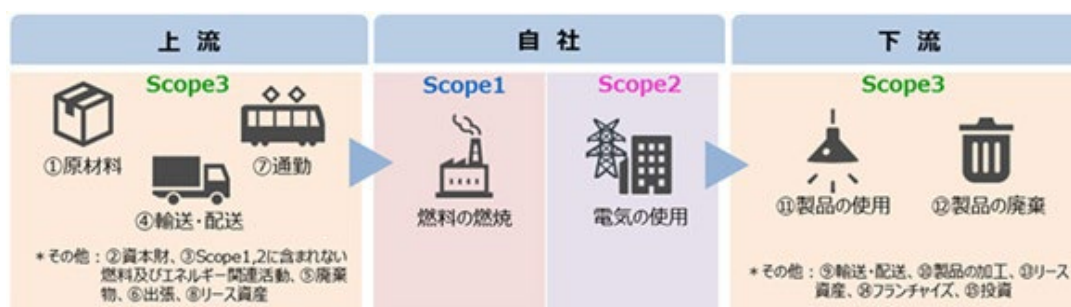 上 流
自 社
下 流
Scope3
①原材料
⑦通勤
④輸送・配送
＊その他：②資本財、③Scope1,2に含まれない
燃料及びエネルギー関連活動、⑤廃棄
物、⑥出張、⑧リース資産
Scope1
燃料の燃焼
Scope2
電気の使用
Scope3
⑪製品の使用
⑫製品の廃棄
＊その他：⑨輸送・配送、⑩製品の加工、⑬リース
資産、⑭フランチャイズ、⑮投資